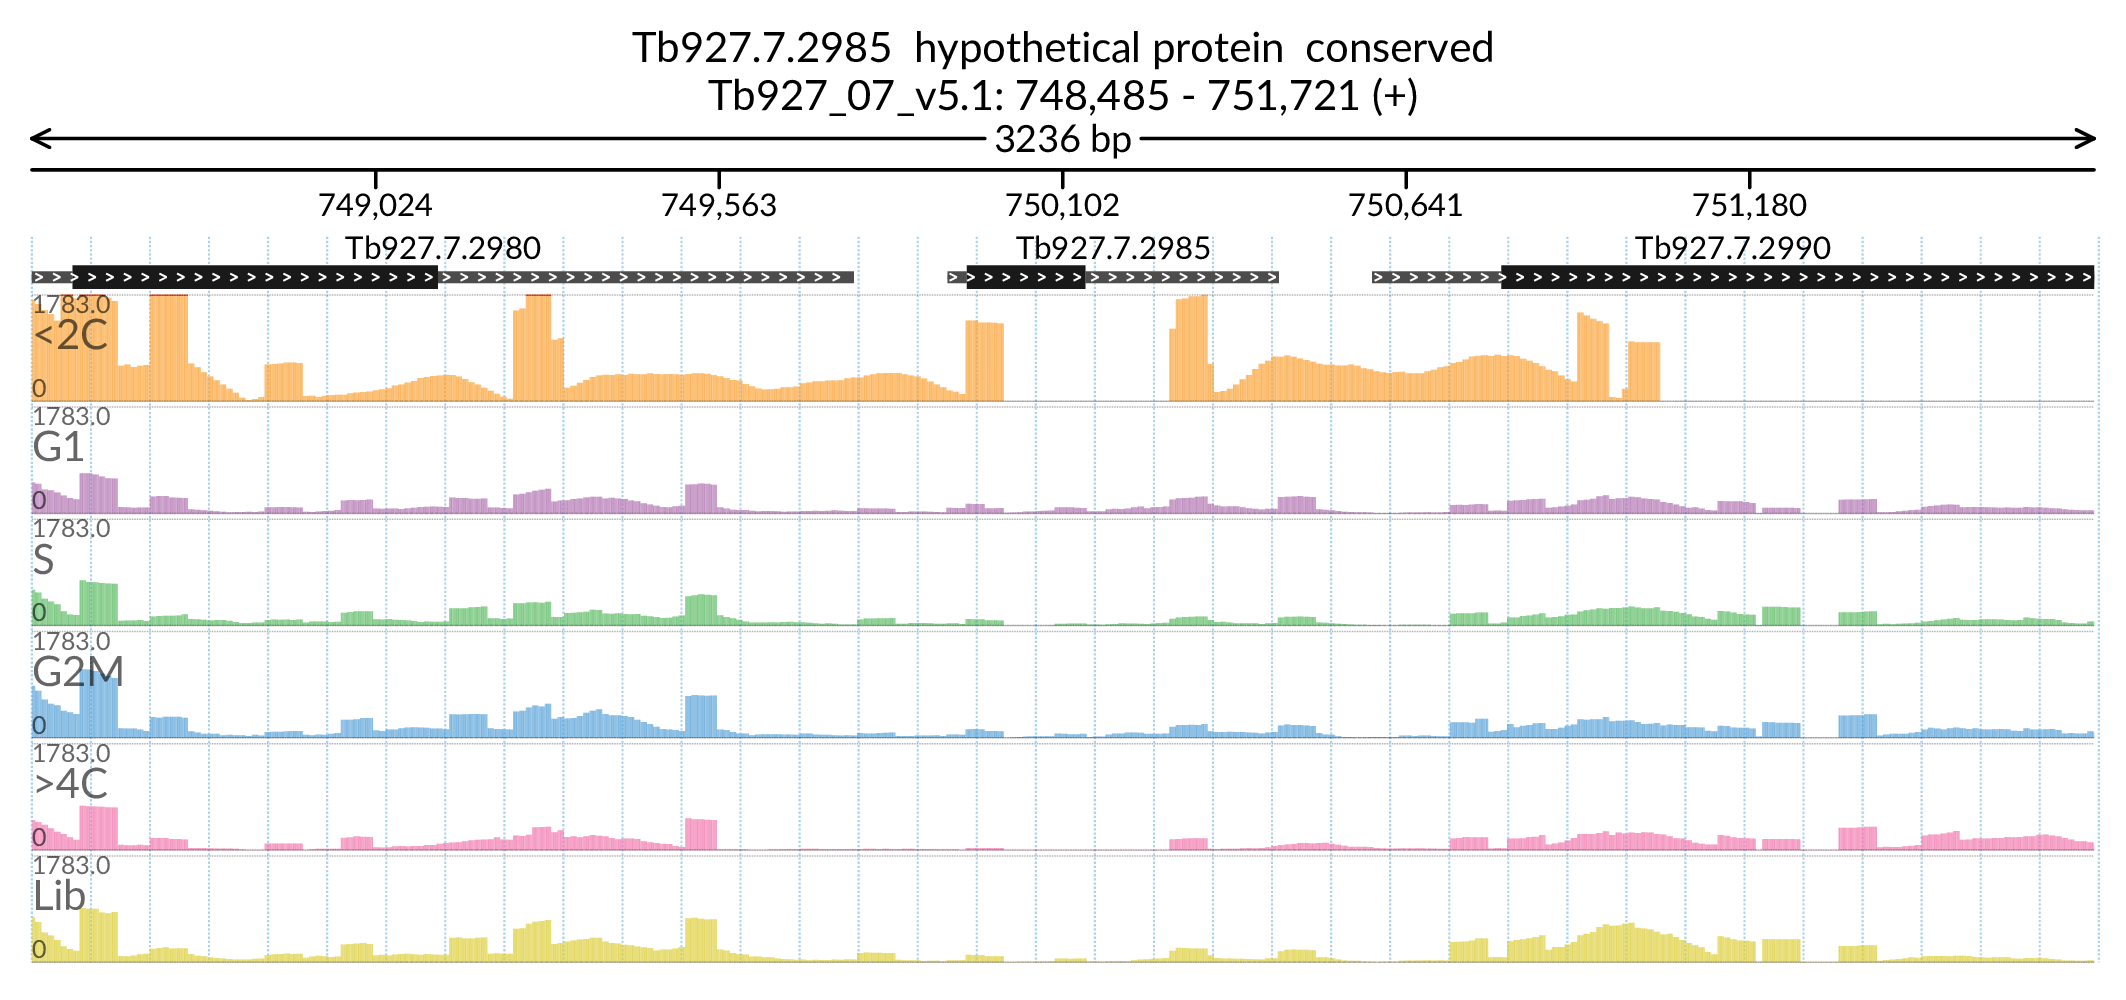 Tb927.7.2985  hypothetical protein  conserved
Tb927_07_v5.1: 748,485 - 751,721 (+)
3236 bp
749,024 749,563 750,102 750,641 751,180
Tb927.7.2980 Tb927.7.2985 Tb927.7.2990
1783.0
<2C
0
1783.0
G1
0
1783.0
S
0
1783.0
G2M
0
1783.0
>4C
0
1783.0
Lib
0